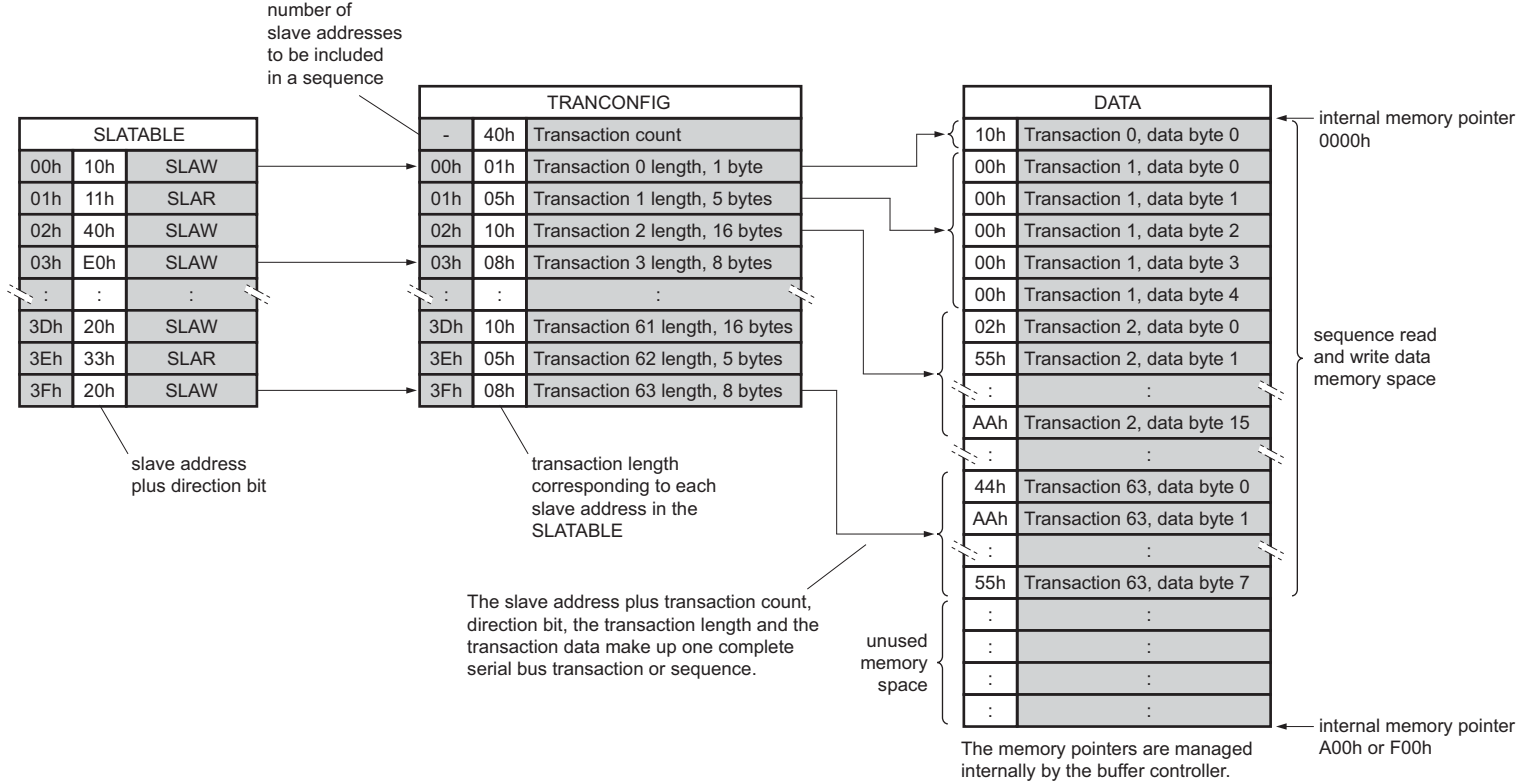 number of
slave addresses
to be included
in a sequence
SLATABLE
00h 10h SLAW
01h 11h SLAR
02h 40h SLAW
03h E0h SLAW
: : :
3Dh 20h SLAW
3Eh 33h SLAR
3Fh 20h SLAW
slave address
plus direction bit
TRANCONFIG
- 40h Transaction count
00h 01h Transaction 0 length, 1 byte
01h 05h Transaction 1 length, 5 bytes
02h 10h Transaction 2 length, 16 bytes
03h 08h Transaction 3 length, 8 bytes
: : :
3Dh 10h Transaction 61 length, 16 bytes
3Eh 05h Transaction 62 length, 5 bytes
3Fh 08h Transaction 63 length, 8 bytes
transaction length
corresponding to each
slave address in the
SLATABLE
The slave address plus transaction count,
direction bit, the transaction length and the
transaction data make up one complete
serial bus transaction or sequence.
DATA
10h Transaction 0, data byte 0
00h Transaction 1, data byte 0
00h Transaction 1, data byte 1
00h Transaction 1, data byte 2
00h Transaction 1, data byte 3
00h Transaction 1, data byte 4
02h Transaction 2, data byte 0
55h Transaction 2, data byte 1
: :
AAh Transaction 2, data byte 15
: :
44h Transaction 63, data byte 0
AAh Transaction 63, data byte 1
: :
55h Transaction 63, data byte 7
: :
: :
: :
: :
unused
memory
space
internal memory pointer
0000h
sequence read
and write data
memory space
internal memory pointer
A00h or F00h
The memory pointers are managed
internally by the buffer controller.